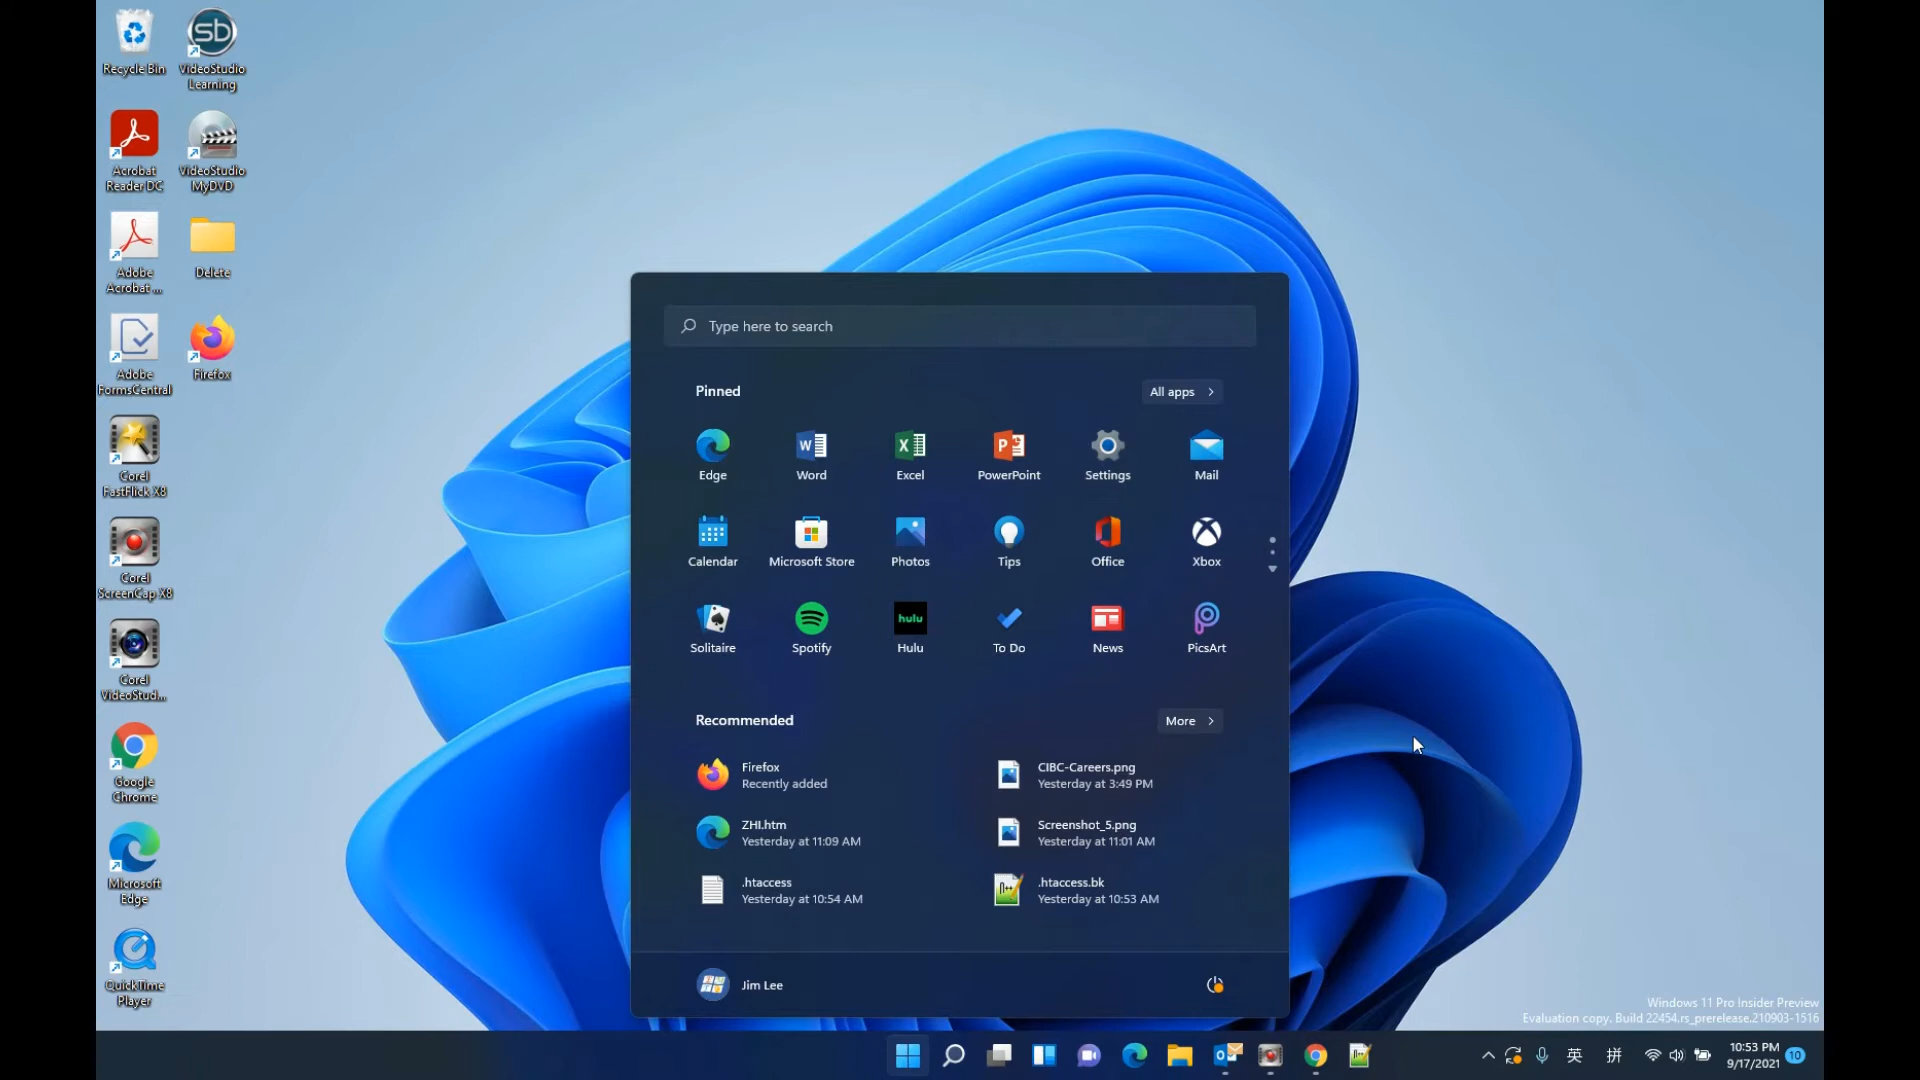 Recycle Bin
VideoStudio
Learning
Acrobat
Reader DC
VideoStudio
MyDVD
Adobe
Acrobat ...
Delete
Adobe
FormsCentral
Firefox
Corel
FastFlick X8
Corel
ScreenCap X8
Corel
VideoStud...
Google
Chrome
Microsoft
Edge
QuickTime
Player
Type here to search
Pinned
All apps
Edge
Word
Excel
PowerPoint
Settings
Mail
Calendar
Microsoft Store
Photos
Tips
Office
Xbox
hulu
Solitaire
Spotify
Hulu
To Do
News
PicsArt
Recommended
More
Firefox
Recently added
CIBC-Careers.png
Yesterday at 3:49 PM
ZHI.htm
Yesterday at 11:09 AM
Screenshot_5.png
Yesterday at 11:01 AM
.htaccess
Yesterday at 10:54 AM
.htaccess.bk
Yesterday at 10:53 AM
Jim Lee
Windows 11 Pro Insider Preview
Evaluation copy. Build 22454.rs_prerelease.210903-1516
英 拼
10:53 PM
9/17/2021
10